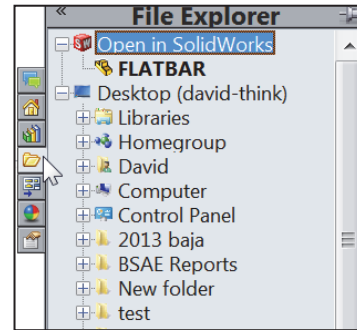 « File Explorer
Open in SolidWorks
FLATBAR
Desktop (david-think)
Libraries
Homegroup
David
Computer
Control Panel
2013 baja
BSAE Reports
New folder
test